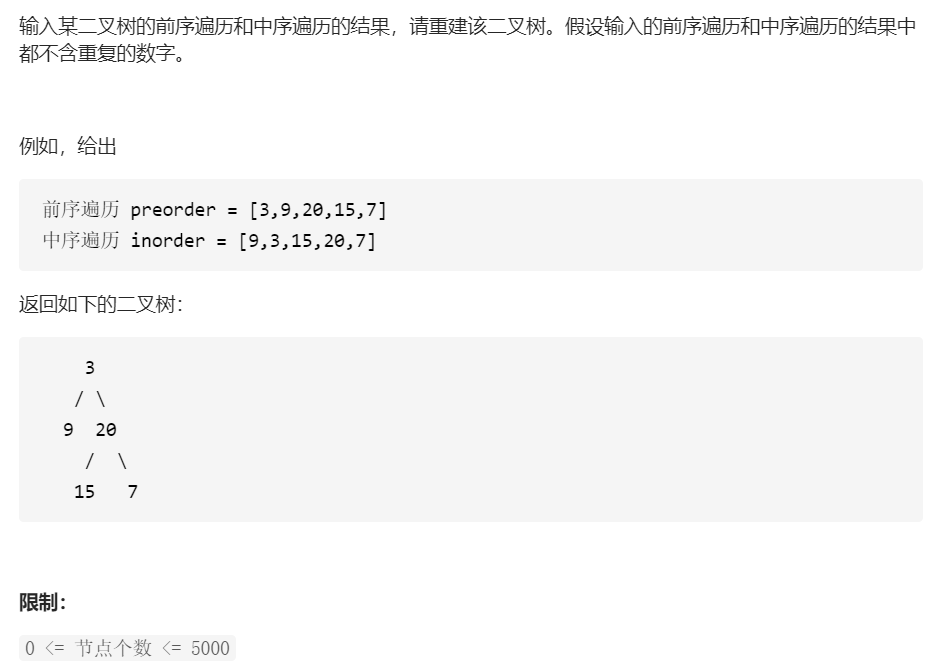 输入某二叉树的前序遍历和中序遍历的结果，请重建该二叉树。假设输入的前序遍历和中序遍历的结果中
都不含重复的数字。
例如，给出
前序遍历 preorder = [3,9,20,15,7]
中序遍历 inorder = [9,3,15,20,7]
返回如下的二叉树：
3
/ \
9 20
/ \
15 7
限制：
0 <= 节点个数 <= 5000